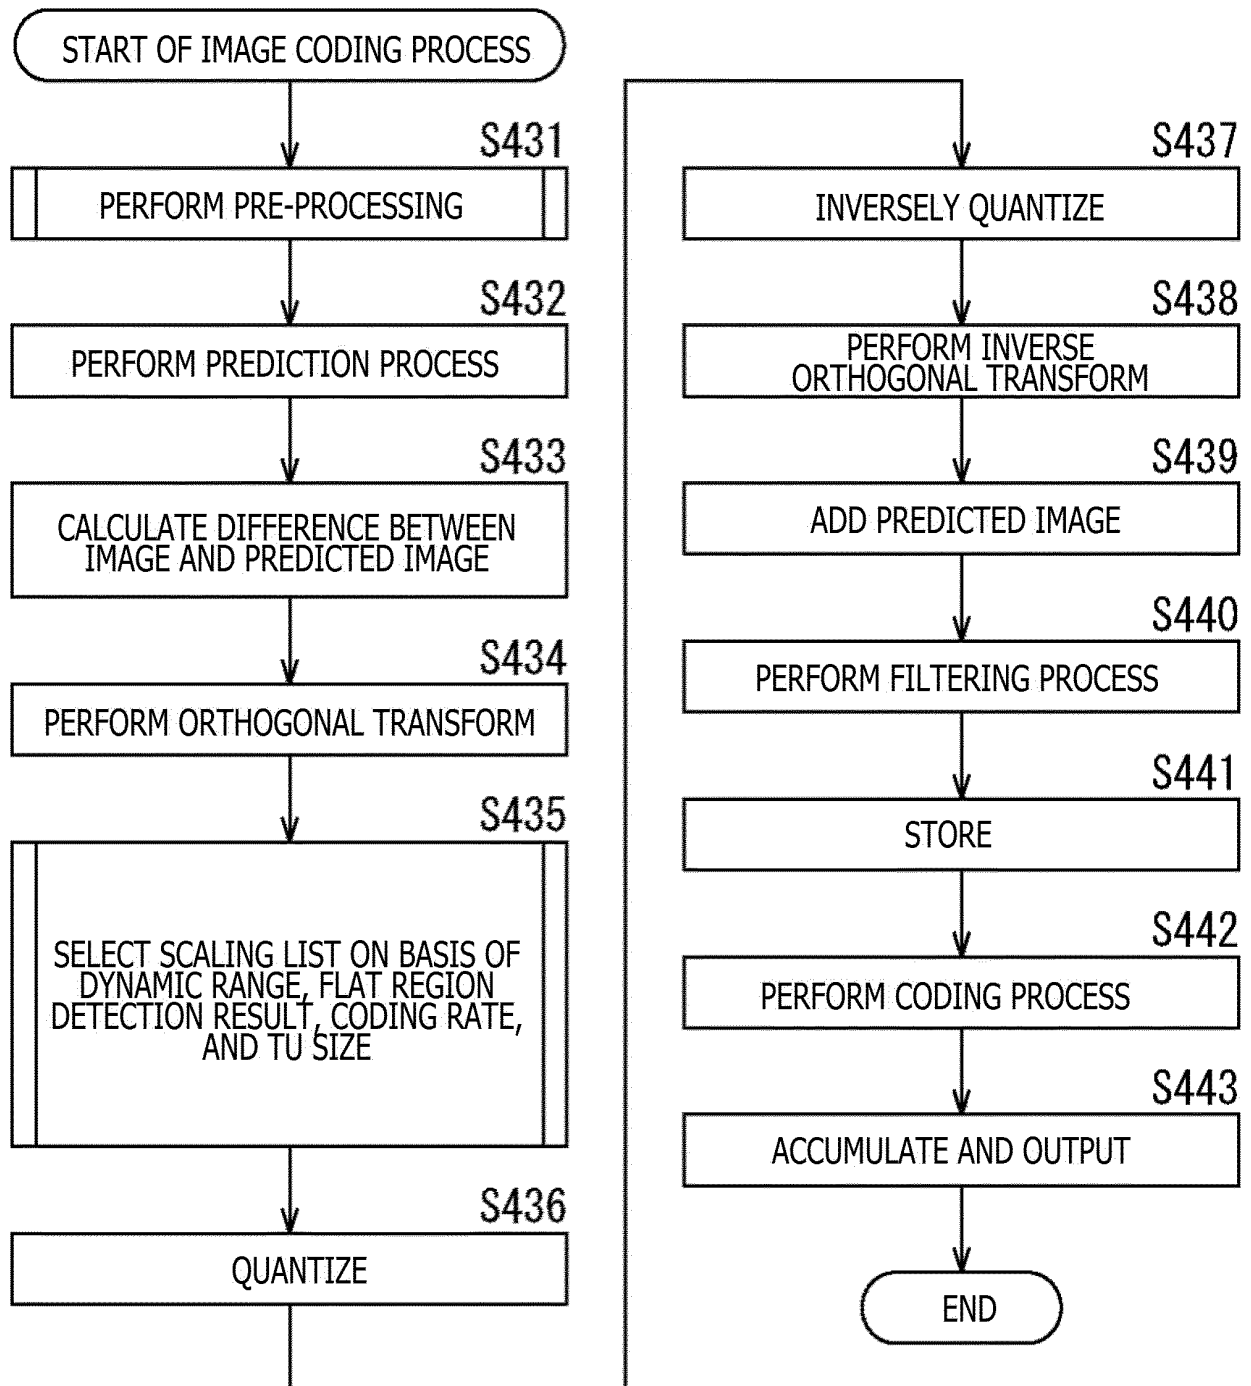 START OF IMAGE CODING PROCESS
S431
PERFORM PRE-PROCESSING
S432
PERFORM PREDICTION PROCESS
S433
CALCULATE DIFFERENCE BETWEEN
IMAGE AND PREDICTED IMAGE
S434
PERFORM ORTHOGONAL TRANSFORM
S435
SELECT SCALING LIST ON BASIS OF
DYNAMIC RANGE, FLAT REGION
DETECTION RESULT, CODING RATE,
AND TU SIZE
S436
QUANTIZE
S437
INVERSELY QUANTIZE
S438
PERFORM INVERSE
ORTHOGONAL TRANSFORM
S439
ADD PREDICTED IMAGE
S440
PERFORM FILTERING PROCESS
S441
STORE
S442
PERFORM CODING PROCESS
S443
ACCUMULATE AND OUTPUT
END